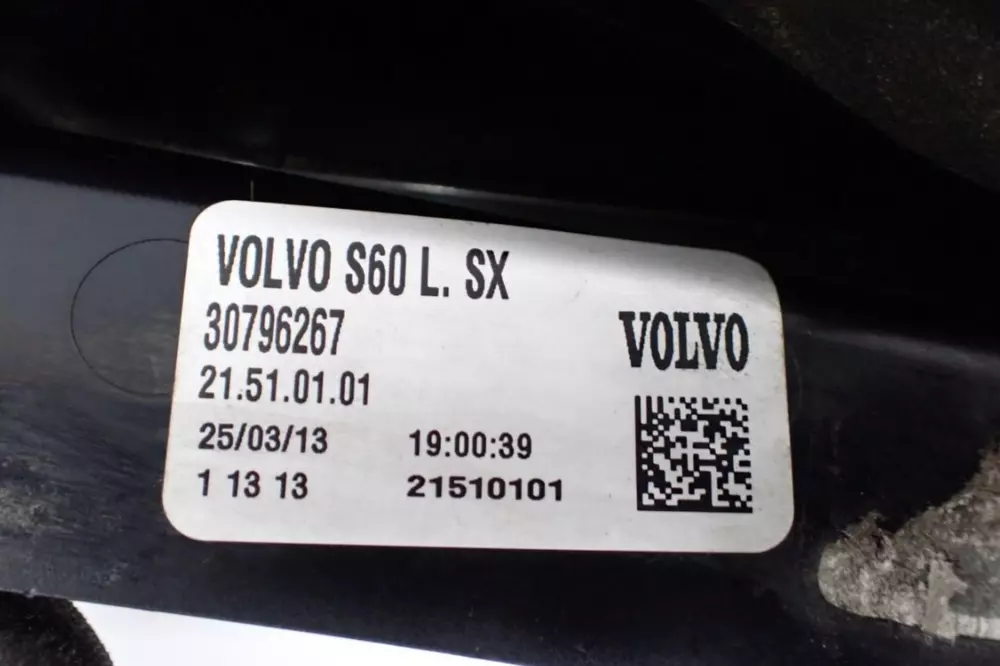 VOLVO S60 L. SX
30796267
VOLVO
21.51.01.01
25/03/13 19:00:39
1 13 13 21510101